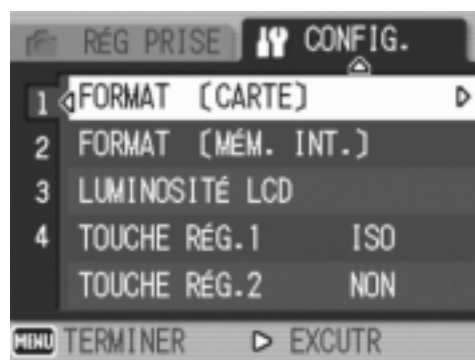 RÉG PRISE CONFIG.
1 FORMAT [CARTE]
2 FORMAT [MÉM. INT.]
3 LUMINOSITÉ LCD
4 TOUCHE RÉG.1 ISO
TOUCHE RÉG.2 NON
MENU TERMINER EXCUTR